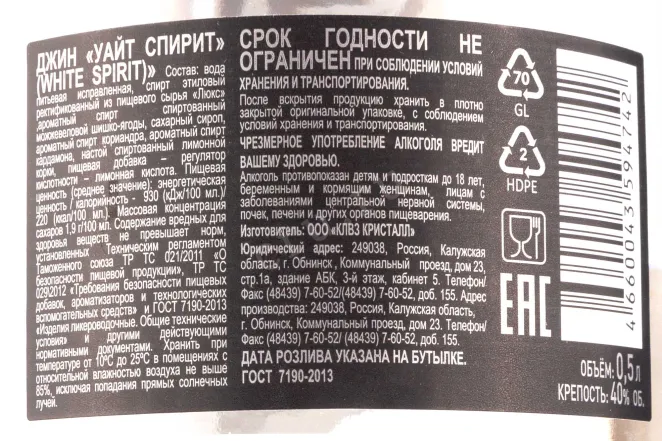 ДЖИН «УАЙТ СПИРИТ»
(WHITE SPIRIT)» Состав: вода
питьевая исправленная, спирт этиловый
ректификованный из пищевого сырья «Люкс»
ароматный спирт спиртованный
можжевеловой шишко-ягоды, сахарный сироп,
ароматный спирт кориандра, ароматный спирт
кардамона, настой спиртованный лимонной
корки, пищевая добавка – регулятор
кислотности – лимонная кислота. Пищевая
ценность (среднее значение): энергетическая
ценность / калорийность - 930 (кДж/100 мл.)/
220 (ккал/100 мл.). Массовая концентрация
сахаров 1,9 г/100 мл. Содержание вредных для
здоровья веществ не превышает норм,
установленных Техническим регламентом
Таможенного союза ТР ТС 021/2011 «О
безопасности пищевой продукции», ТР ТС
029/2012 «Требования безопасности пищевых
добавок, ароматизаторов и технологических
вспомогательных средств» и ГОСТ 7190-2013
«Изделия ликероводочные. Общие технические
условия» и другими действующими
нормативными документами. Хранить при
температуре от 10°С до 25°С в помещениях с
относительной влажностью воздуха не выше
85%, исключая попадания прямых солнечных
лучей.
СРОК ГОДНОСТИ НЕ
ОГРАНИЧЕН ПРИ СОБЛЮДЕНИИ УСЛОВИЙ
ХРАНЕНИЯ И ТРАНСПОРТИРОВАНИЯ.
После вскрытия продукцию хранить в плотно
закрытой оригинальной упаковке, с соблюдением
условий хранения и транспортирования.
ЧРЕЗМЕРНОЕ УПОТРЕБЛЕНИЕ АЛКОГОЛЯ ВРЕДИТ
ВАШЕМУ ЗДОРОВЬЮ.
Алкоголь противопоказан детям и подросткам до 18 лет,
беременным и кормящим женщинам, лицам с
заболеваниями центральной нервной системы,
почек, печени и других органов пищеварения.
Изготовитель: ООО «КЛВЗ КРИСТАЛЛ»
Юридический адрес: 249038, Россия, Калужская
область, г. Обнинск, Коммунальный проезд, дом 23,
стр.1а, здание АБК, 3-й этаж, кабинет 5. Телефон/
Факс (48439) 7-60-52/(48439) 7-60-52, доб. 155. Адрес
производства: 249038, Россия, Калужская область,
г. Обнинск, Коммунальный проезд, дом 23. Телефон/
Факс (48439) 7-60-52/ (48439) 7-60-52, доб. 155.
ДАТА РОЗЛИВА УКАЗАНА НА БУТЫЛКЕ.
ГОСТ 7190-2013
70
GL
2
HDPE
EAC
4660043594742
ОБЪЁМ: 0,5 л
КРЕПОСТЬ: 40% ОБ.